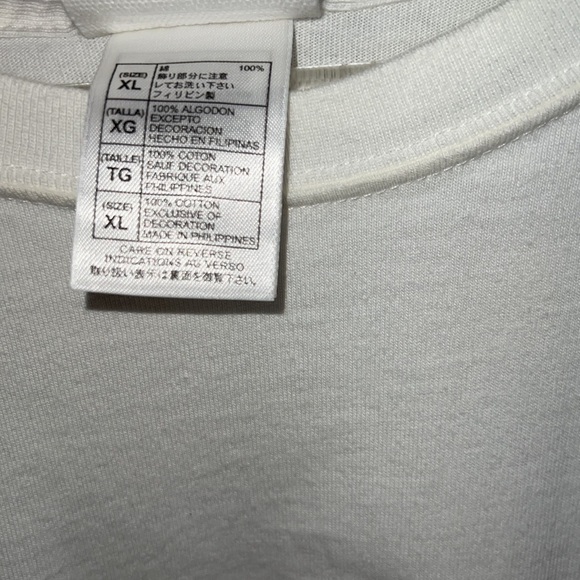 (SIZE) 綿 100%
XL 飾り部分に注意
してお洗い下さい
フィリピン製
(TALLA) 100% ALGODON
XG EXCEPTO
DECORACION
HECHO EN FILIPINAS
(TAILLE) 100% COTON
TG SAUF DECORATION
FABRIQUE AUX
PHILIPPINES
(SIZE) 100% COTTON
XL EXCLUSIVE OF
DECORATION
MADE IN PHILIPPINES
CARE ON REVERSE
INDICATIONS AU VERSO
取り扱い表示は裏面を御覧下さい